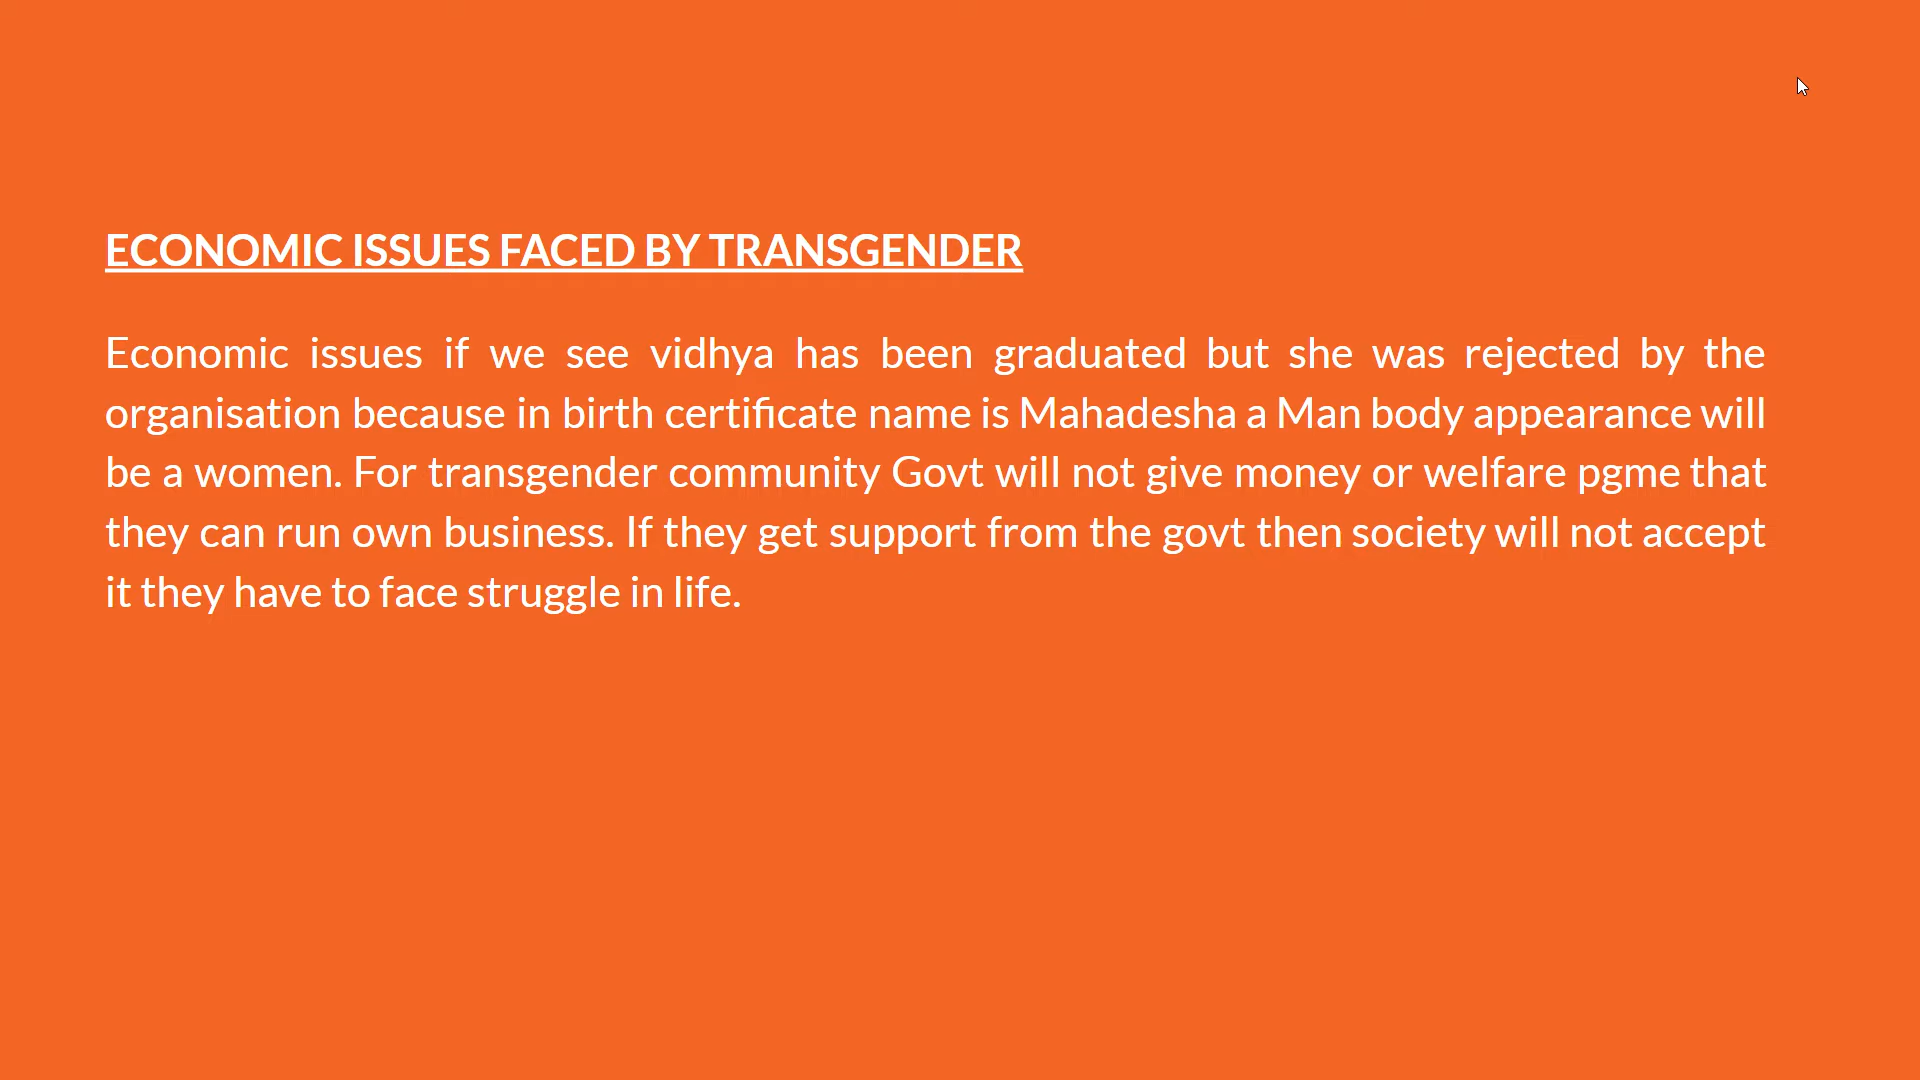 ECONOMIC ISSUES FACED BY TRANSGENDER
Economic issues if we see vidhya has been graduated but she was rejected by the
organisation because in birth certificate name is Mahadesha a Man body appearance will
be a women. For transgender community Govt will not give money or welfare pgme that
they can run own business. If they get support from the govt then society will not accept
it they have to face struggle in life.